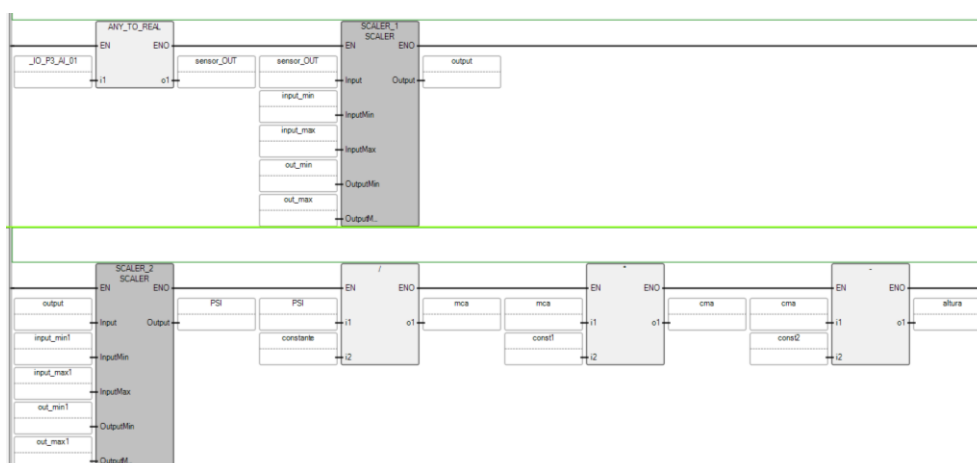 ANY_TO_REAL
EN ENO
_IO_P3_AI_01
i1 o1
sensor_OUT
SCALER_1
SCALER
EN ENO
sensor_OUT
Input Output
output
input_min
InputMin
input_max
InputMax
out_min
OutputMin
out_max
OutputM..
SCALER_2
SCALER
EN ENO
output
Input Output
PSI
input_min1
InputMin
input_max1
InputMax
out_min1
OutputMin
out_max1
OutputM..
/
EN ENO
PSI
i1 o1
mca
constante
i2
*
EN ENO
mca
i1 o1
cma
const1
i2
-
EN ENO
cma
i1 o1
altura
const2
i2